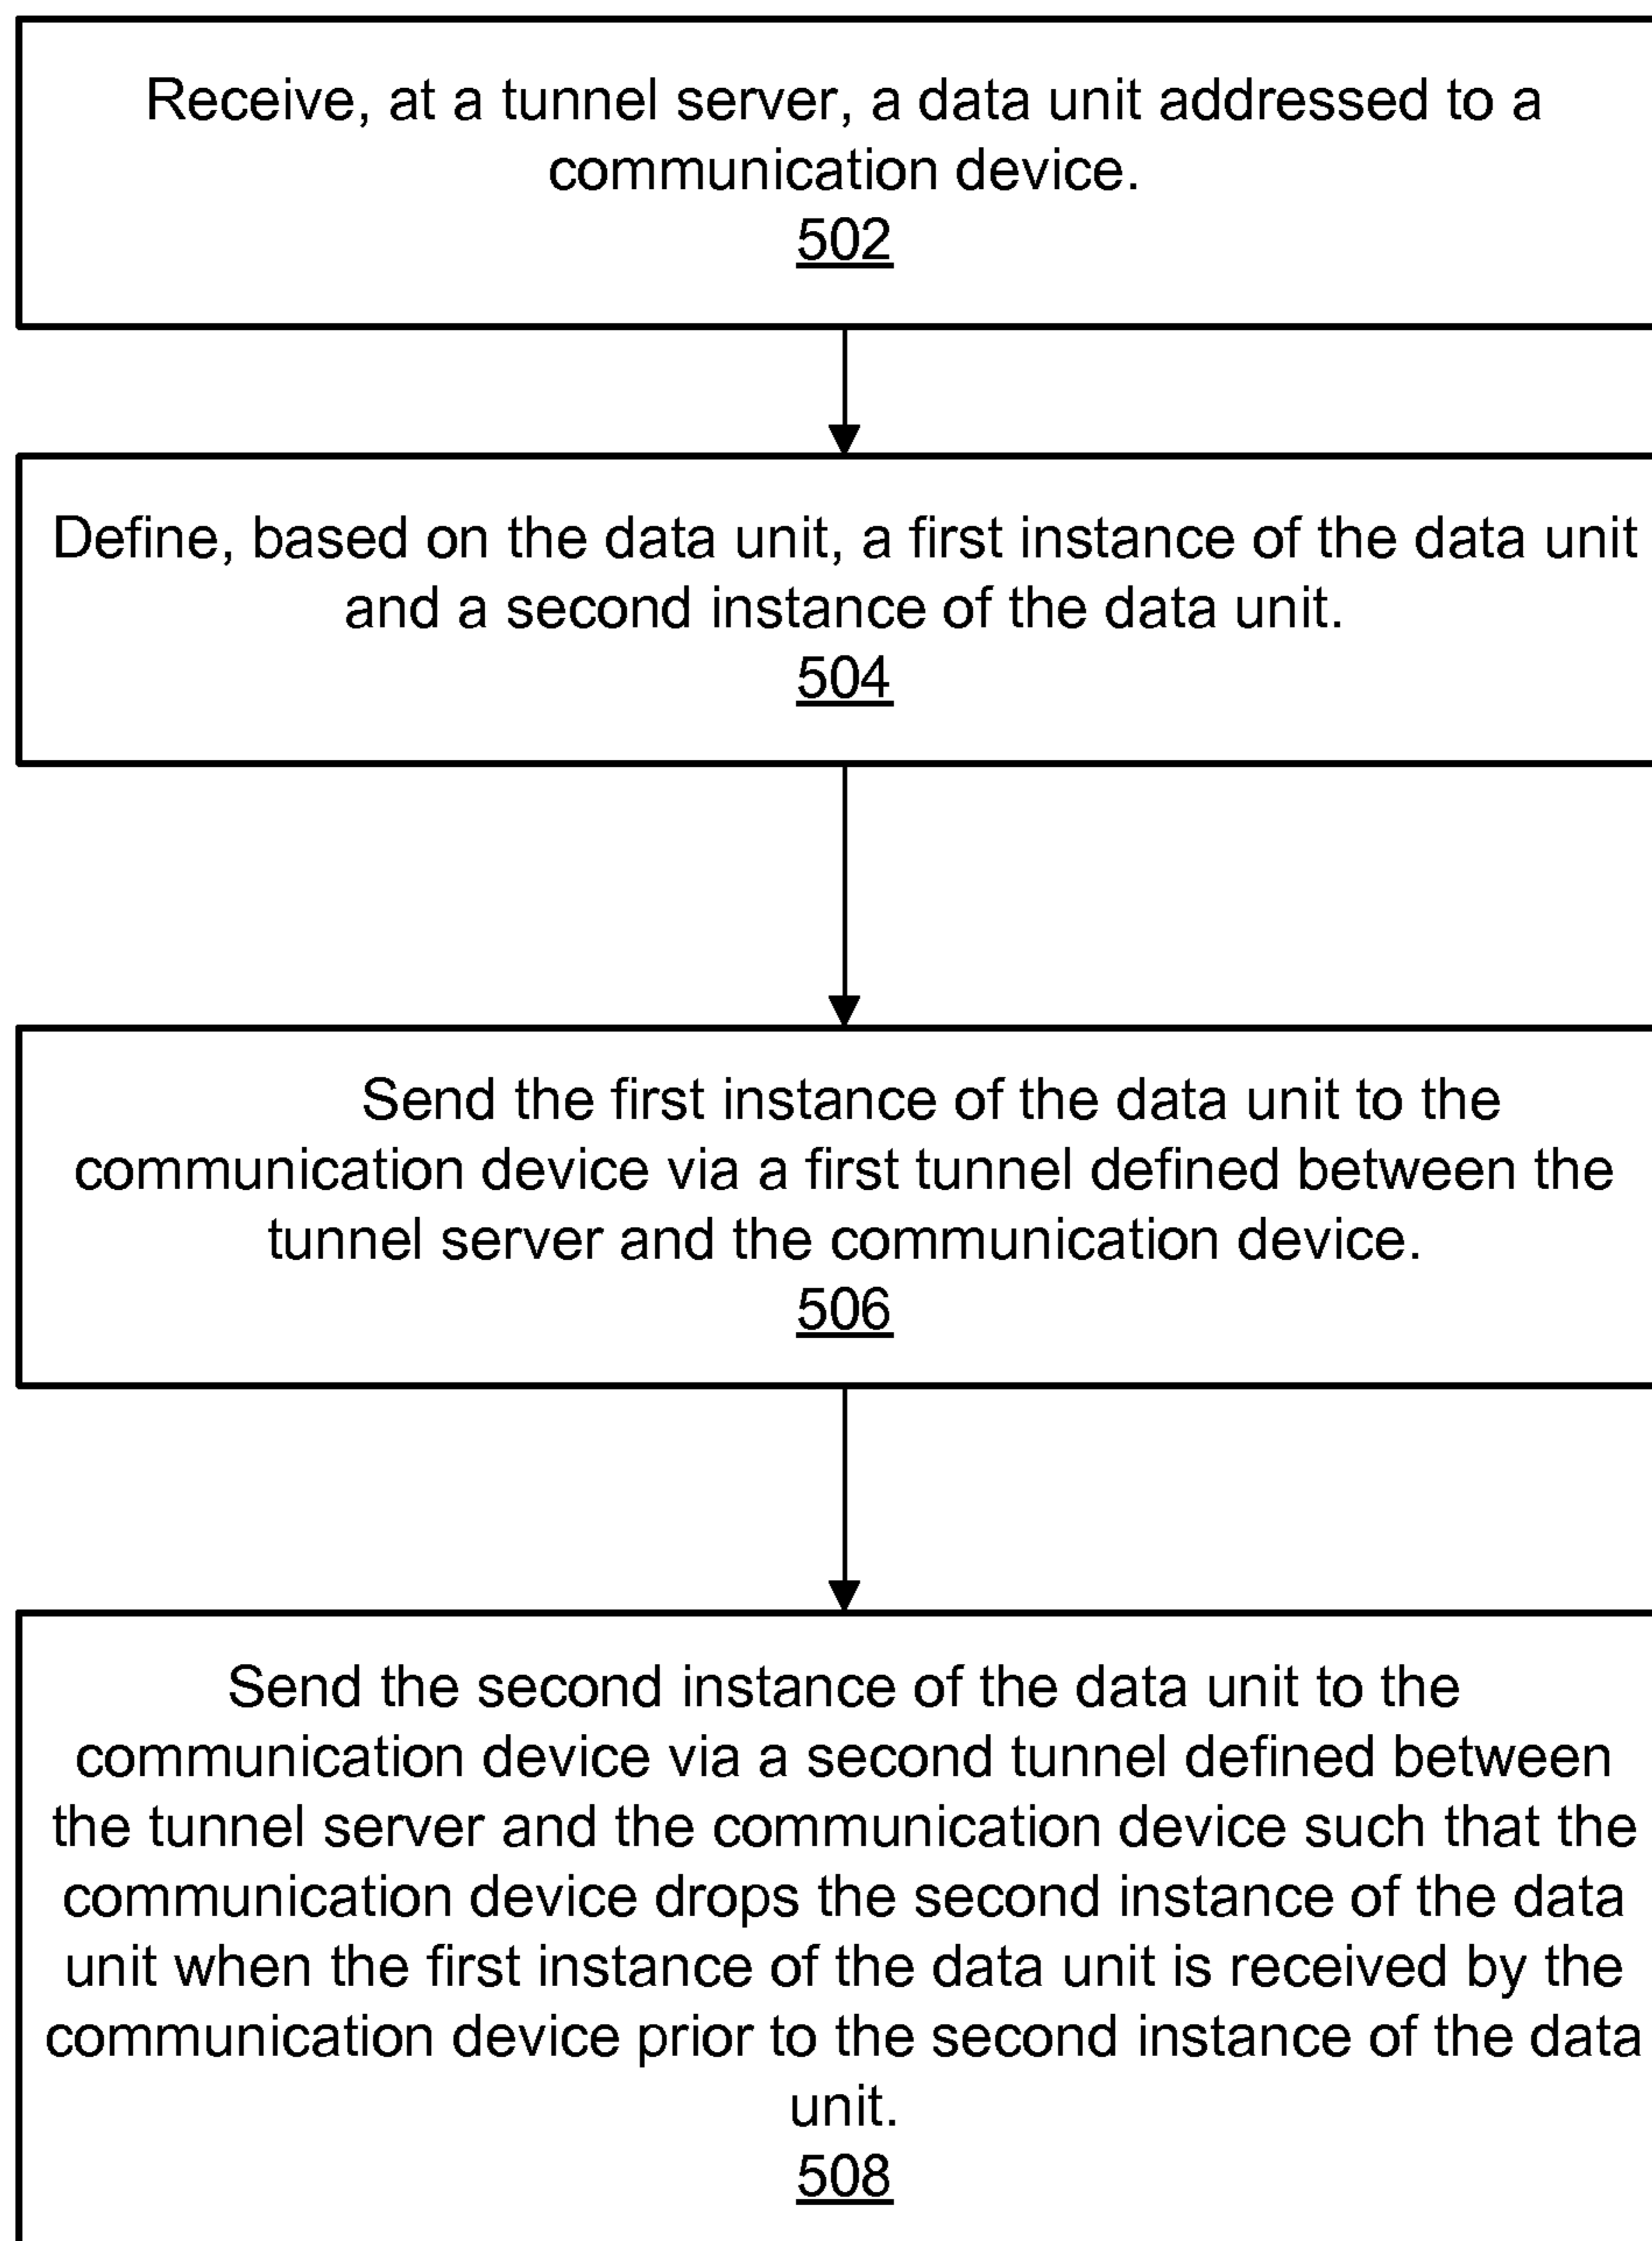 Receive, at a tunnel server, a data unit addressed to a
communication device.
502
Define, based on the data unit, a first instance of the data unit
and a second instance of the data unit.
504
Send the first instance of the data unit to the
communication device via a first tunnel defined between the
tunnel server and the communication device.
506
Send the second instance of the data unit to the
communication device via a second tunnel defined between
the tunnel server and the communication device such that the
communication device drops the second instance of the data
unit when the first instance of the data unit is received by the
communication device prior to the second instance of the data
unit.
508